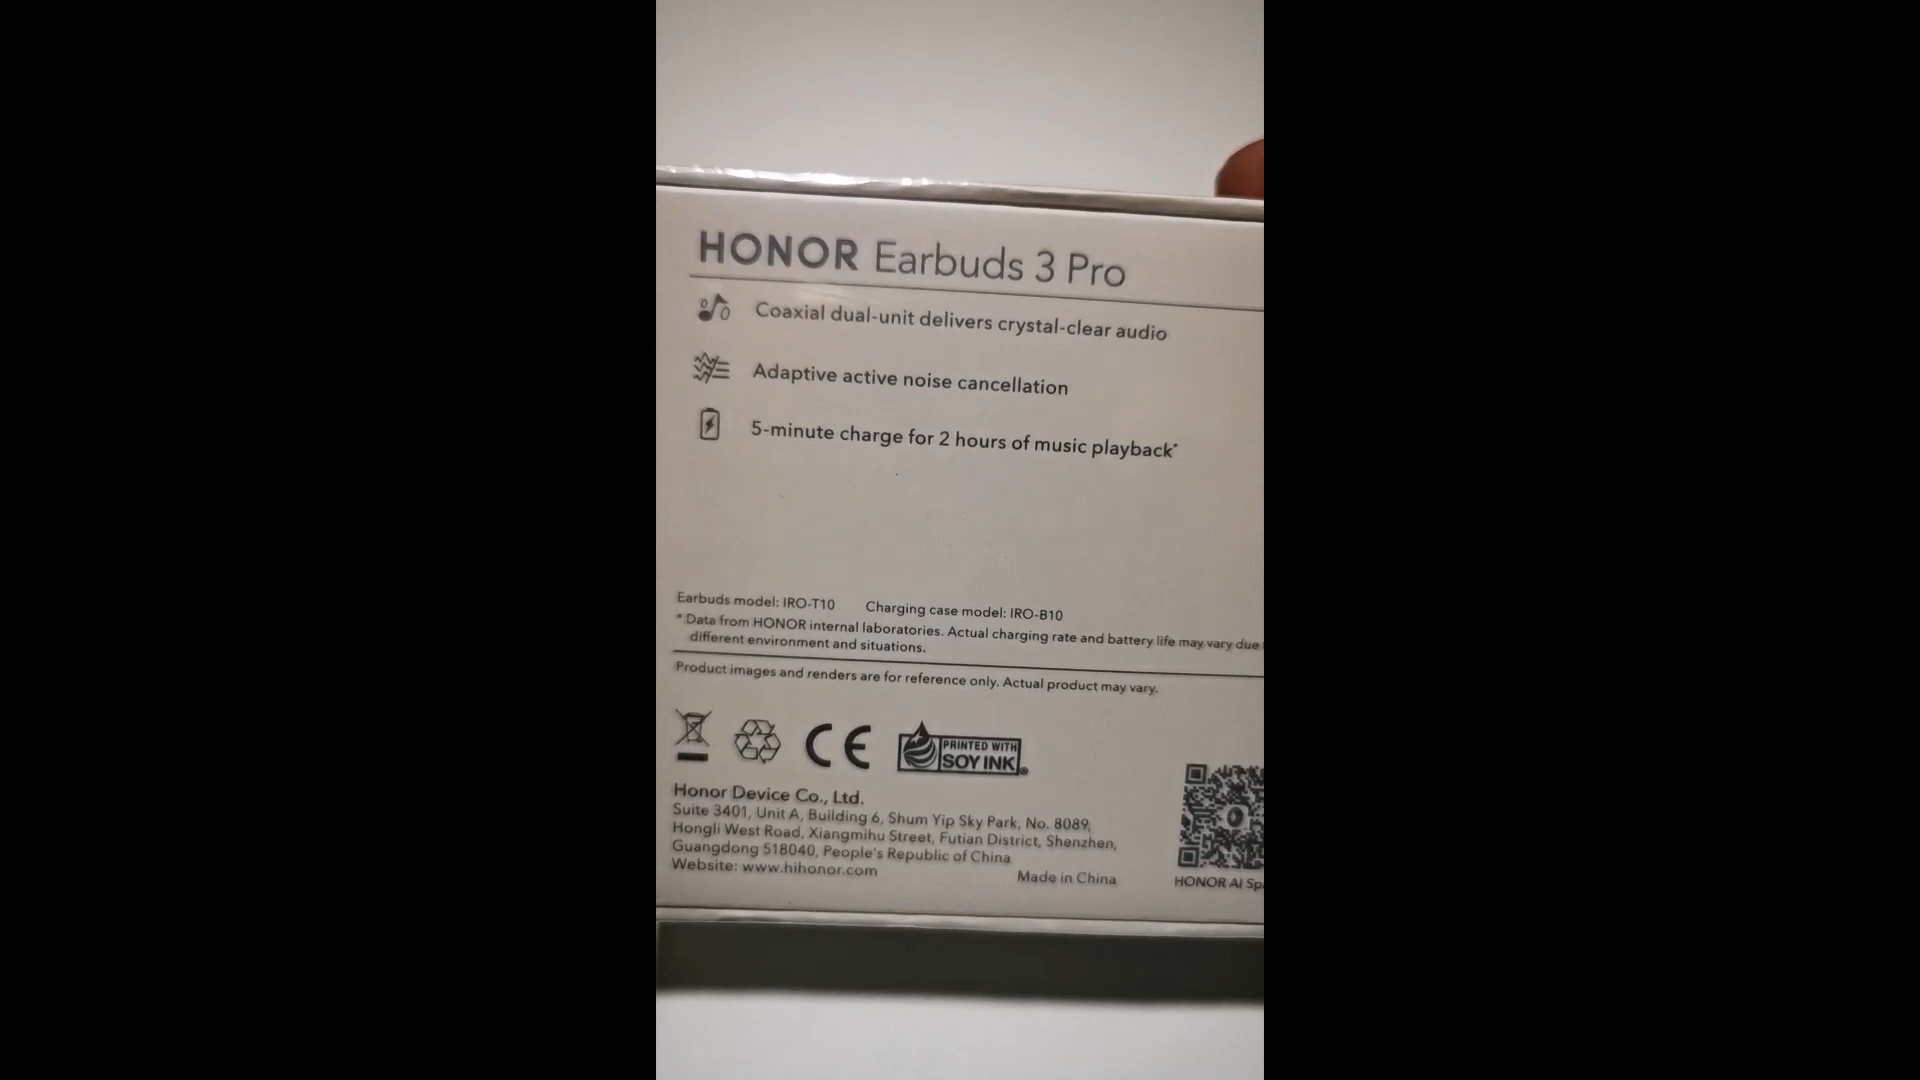 HONOR Earbuds 3 Pro
Coaxial dual-unit delivers crystal-clear audio
Adaptive active noise cancellation
5-minute charge for 2 hours of music playback*
Earbuds model: IRO-T10 Charging case model: IRO-B10
* Data from HONOR internal laboratories. Actual charging rate and battery life may vary due
different environment and situations.
Product images and renders are for reference only. Actual product may vary.
CE
PRINTED WITH
SOY INK®
Honor Device Co., Ltd.
Suite 3401, Unit A, Building 6, Shum Yip Sky Park, No. 8089,
Hongli West Road, Xiangmihu Street, Futian District, Shenzhen,
Guangdong 518040, People's Republic of China
Website: www.hihonor.com
Made in China
HONOR AI